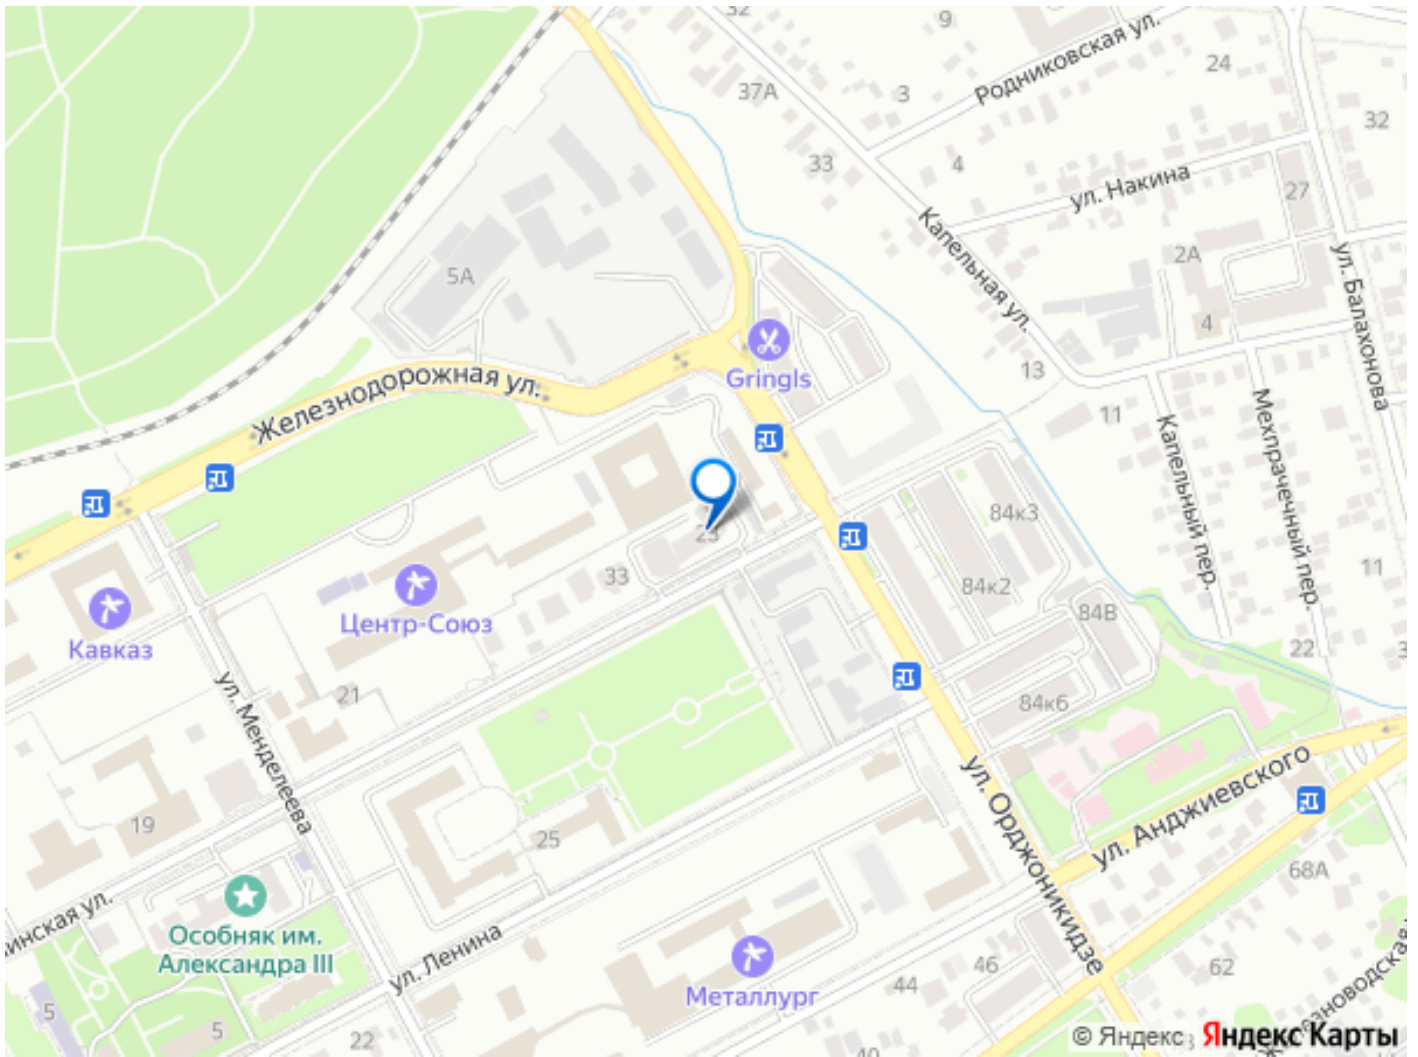 32
9
Родниковская ул.
24
37А
3
32
33
4
ул. Накина
27
Капельная ул.
2А
ул. Балахонова
5А
4
Gringls
13
Железнодорожная ул.
11
Мехпрачечный пер.
Капельный пер.
84к3
23
33
84к2
11
84В
Центр-Союз
Кавказ
22
21
84к6
ул. Менделеева
ул. Орджоникидзе
19
25
ул. Анджиевского
68А
Особняк им.
Александра III
инская ул.
ул. Ленина
Металлург
46
62
44
5
5
22
40
© Яндекс
Яндекс Карты